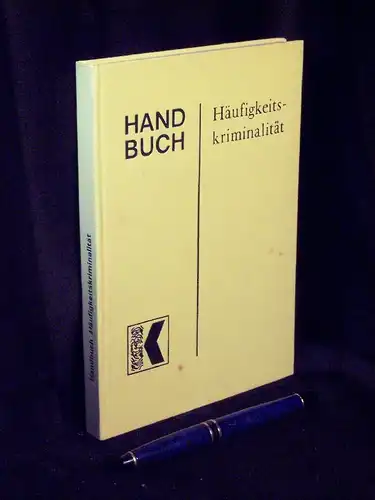 HAND
BUCH
Häufigkeits-
kriminalität
Handbuch Häufigkeitskriminalität